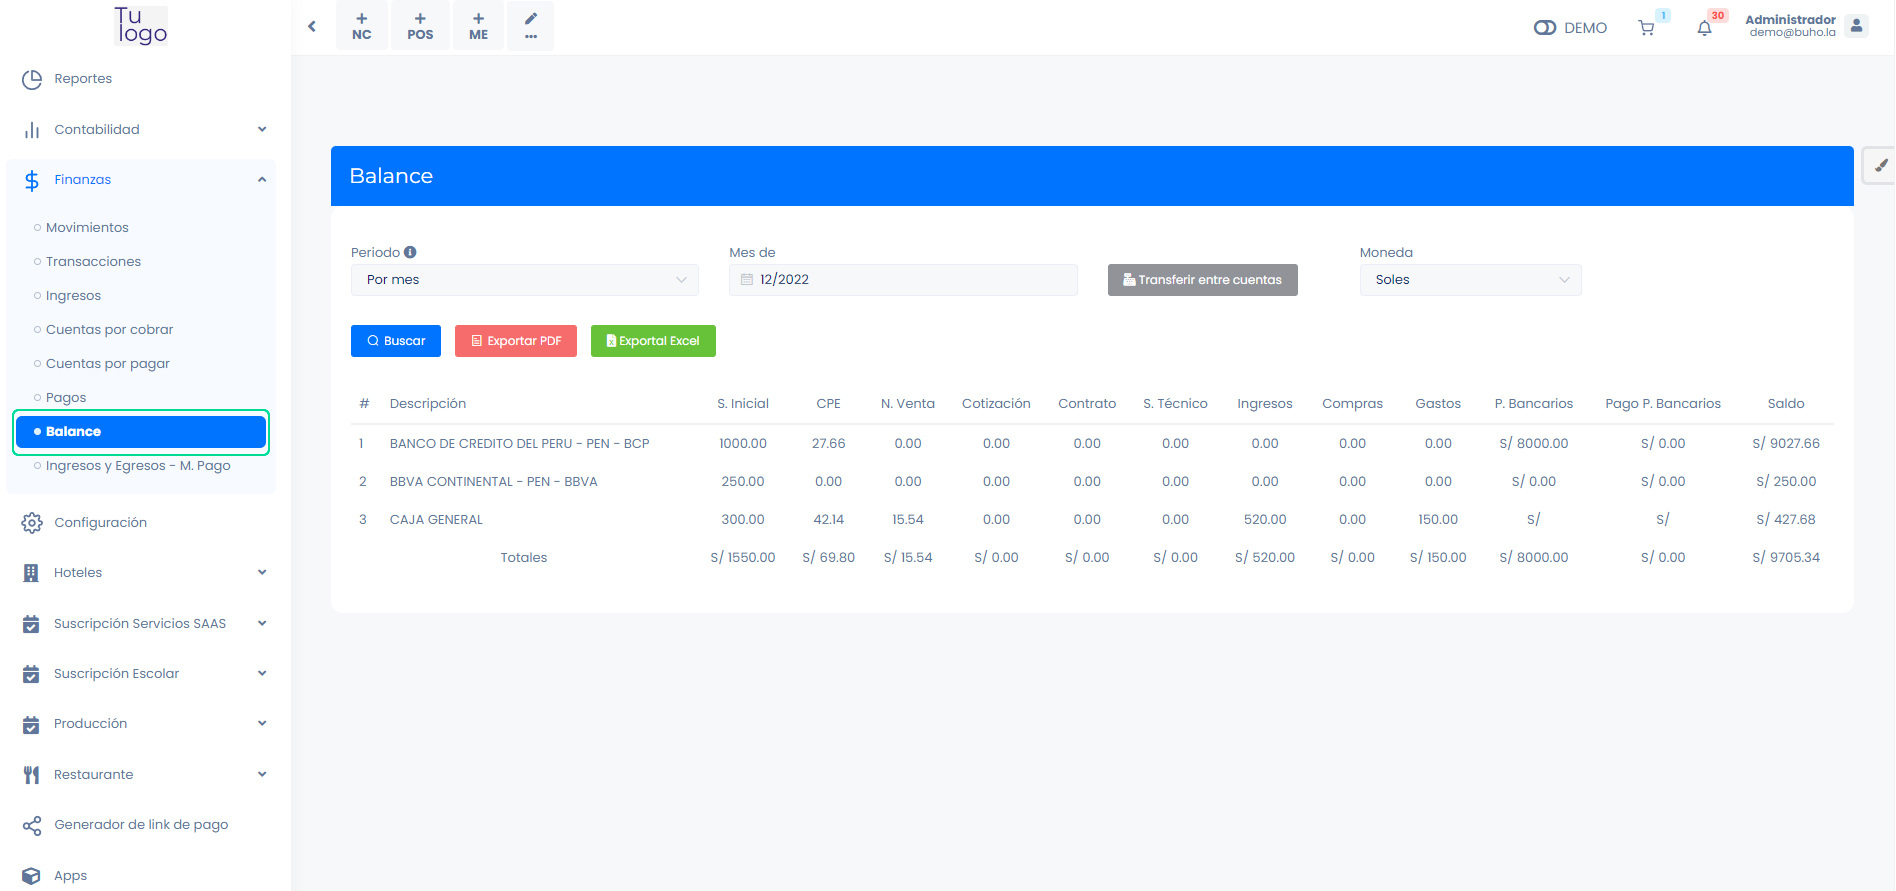 Tu
logo
Reportes
Contabilidad
Finanzas
Movimientos
Transacciones
Ingresos
Cuentas por cobrar
Cuentas por pagar
Pagos
Balance
Ingresos y Egresos - M. Pago
Configuración
Hoteles
Suscripción Servicios SAAS
Suscripción Escolar
Producción
Restaurante
Generador de link de pago
Apps
+ NC
+ POS
+ ME
...
DEMO
1
30
Administrador
demo@buho.la
Balance
Periodo
Mes de
Moneda
Por mes
12/2022
Transferir entre cuentas
Soles
Buscar
Exportar PDF
Exportal Excel
# Descripción S. Inicial CPE N. Venta Cotización Contrato S. Técnico Ingresos Compras Gastos P. Bancarios Pago P. Bancarios Saldo
1 BANCO DE CREDITO DEL PERU - PEN - BCP 1000.00 27.66 0.00 0.00 0.00 0.00 0.00 0.00 0.00 S/ 8000.00 S/ 0.00 S/ 9027.66
2 BBVA CONTINENTAL - PEN - BBVA 250.00 0.00 0.00 0.00 0.00 0.00 0.00 0.00 0.00 S/ 0.00 S/ 0.00 S/ 250.00
3 CAJA GENERAL 300.00 42.14 15.54 0.00 0.00 0.00 520.00 0.00 150.00 S/ S/ S/ 427.68
Totales S/ 1550.00 S/ 69.80 S/ 15.54 S/ 0.00 S/ 0.00 S/ 0.00 S/ 520.00 S/ 0.00 S/ 150.00 S/ 8000.00 S/ 0.00 S/ 9705.34